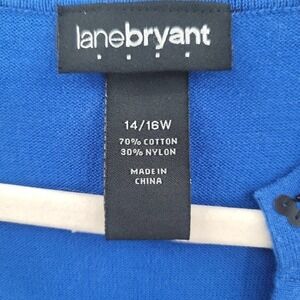 lanebryant
14/16W
70% COTTON
30% NYLON
MADE IN
CHINA